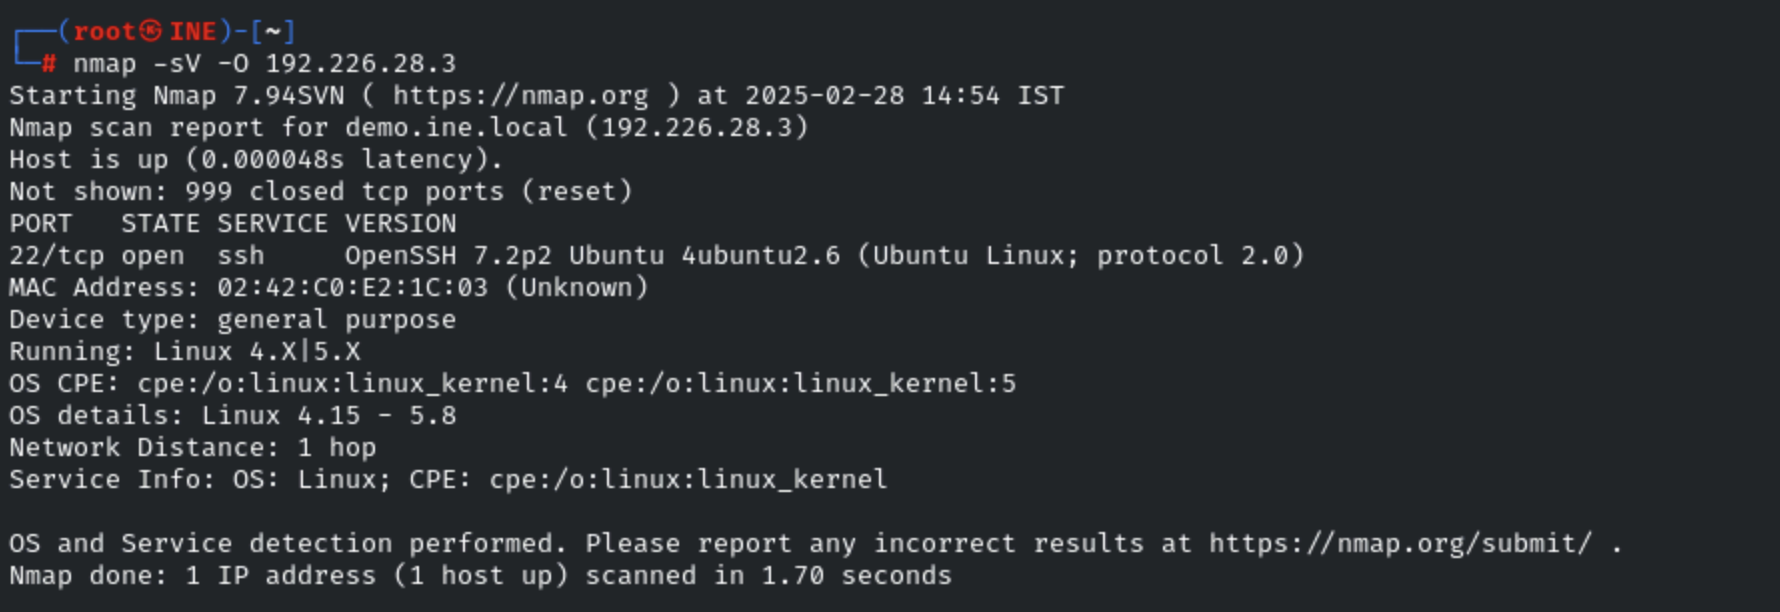 ┌──(root㉿INE)-[~]
└─# nmap -sV -O 192.226.28.3
Starting Nmap 7.94SVN ( https://nmap.org ) at 2025-02-28 14:54 IST
Nmap scan report for demo.ine.local (192.226.28.3)
Host is up (0.000048s latency).
Not shown: 999 closed tcp ports (reset)
PORT   STATE SERVICE VERSION
22/tcp open  ssh     OpenSSH 7.2p2 Ubuntu 4ubuntu2.6 (Ubuntu Linux; protocol 2.0)
MAC Address: 02:42:C0:E2:1C:03 (Unknown)
Device type: general purpose
Running: Linux 4.X|5.X
OS CPE: cpe:/o:linux:linux_kernel:4 cpe:/o:linux:linux_kernel:5
OS details: Linux 4.15 - 5.8
Network Distance: 1 hop
Service Info: OS: Linux; CPE: cpe:/o:linux:linux_kernel

OS and Service detection performed. Please report any incorrect results at https://nmap.org/submit/ .
Nmap done: 1 IP address (1 host up) scanned in 1.70 seconds